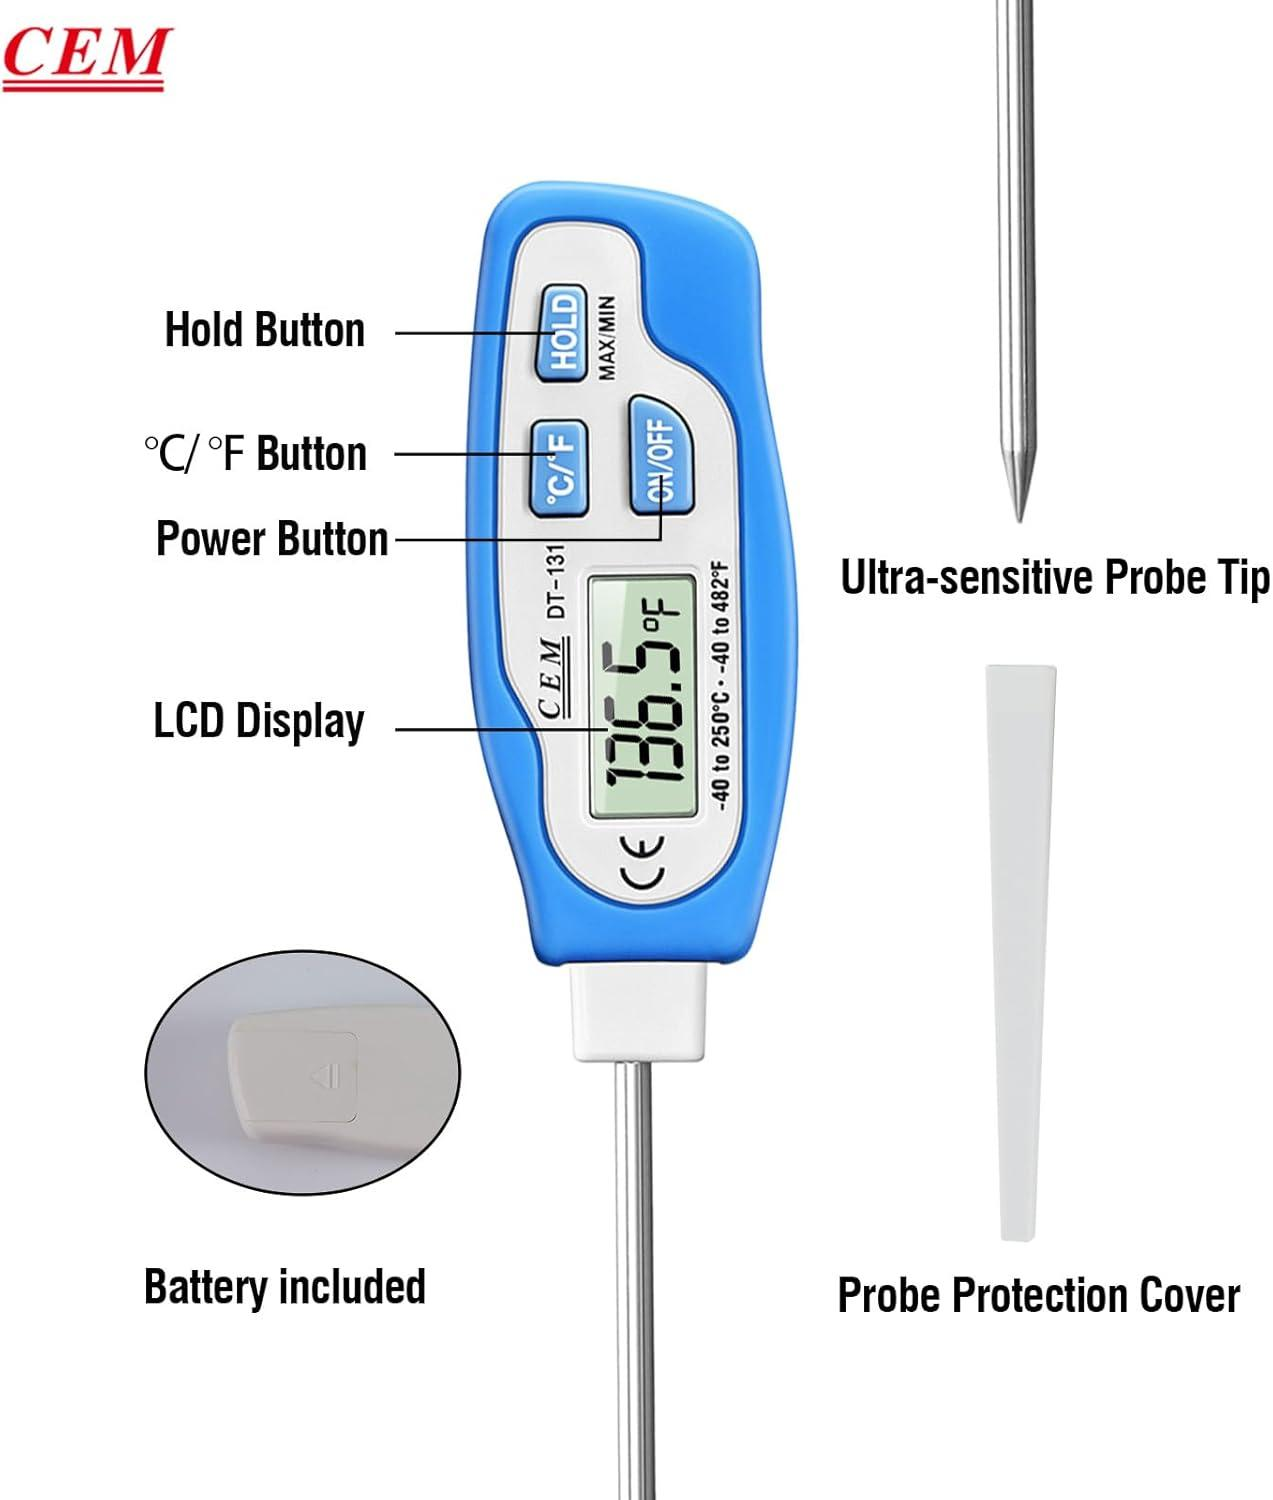 CEM
Hold Button
HOLD
MAX/MIN
°C/ °F Button
°C/°F
ON/OFF
Power Button
DT-131
CEM
LCD Display
136.5°F
-40 to 250°C · -40 to 482°F
CE
Ultra-sensitive Probe Tip
Battery included
Probe Protection Cover